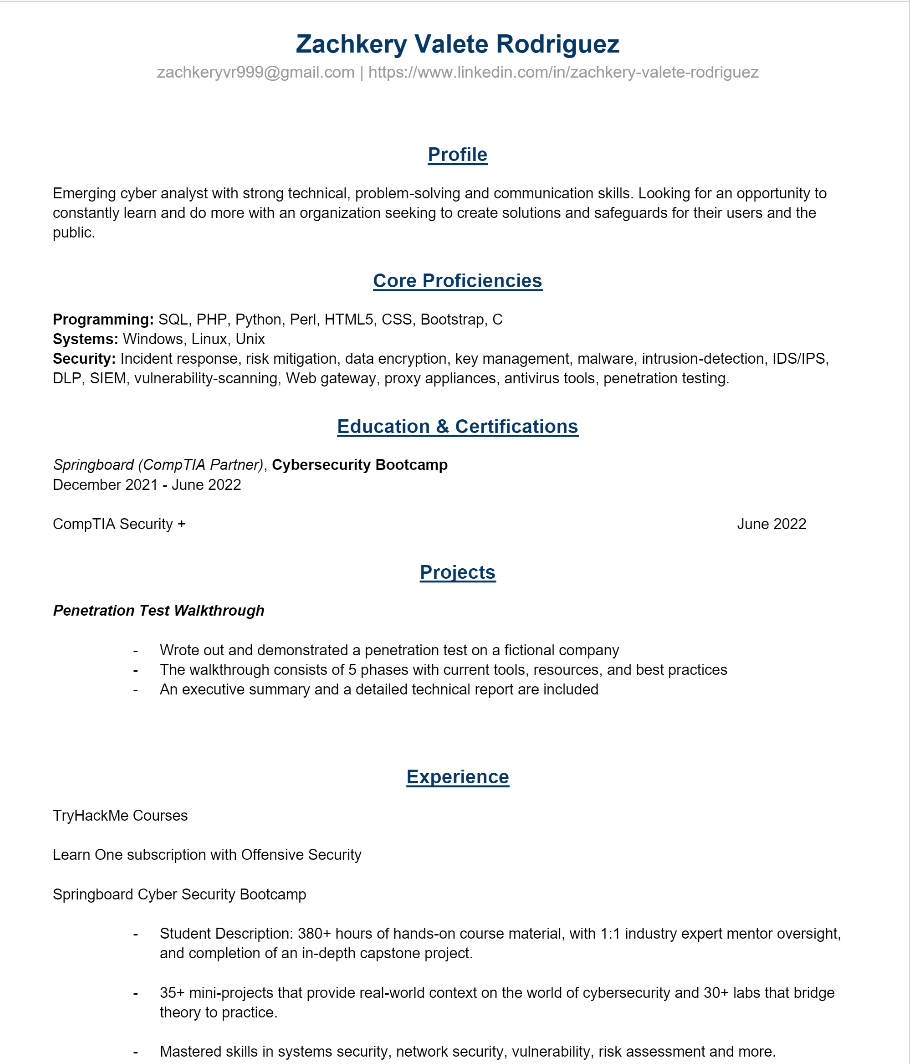 Zachkery Valete Rodriguez
zachkeryvr999@gmail.com | https://www.linkedin.com/in/zachkery-valete-rodriguez
Profile
Emerging cyber analyst with strong technical, problem-solving and communication skills. Looking for an opportunity to
constantly learn and do more with an organization seeking to create solutions and safeguards for their users and the
public.
Core Proficiencies
Programming: SQL, PHP, Python, Perl, HTML5, CSS, Bootstrap, C
Systems: Windows, Linux, Unix
Security: Incident response, risk mitigation, data encryption, key management, malware, intrusion-detection, IDS/IPS,
DLP, SIEM, vulnerability-scanning, Web gateway, proxy appliances, antivirus tools, penetration testing.
Education & Certifications
Springboard (CompTIA Partner), Cybersecurity Bootcamp
December 2021 - June 2022
CompTIA Security + June 2022
Projects
Penetration Test Walkthrough
- Wrote out and demonstrated a penetration test on a fictional company
- The walkthrough consists of 5 phases with current tools, resources, and best practices
- An executive summary and a detailed technical report are included
Experience
TryHackMe Courses
Learn One subscription with Offensive Security
Springboard Cyber Security Bootcamp
- Student Description: 380+ hours of hands-on course material, with 1:1 industry expert mentor oversight,
and completion of an in-depth capstone project.
- 35+ mini-projects that provide real-world context on the world of cybersecurity and 30+ labs that bridge
theory to practice.
- Mastered skills in systems security, network security, vulnerability, risk assessment and more.